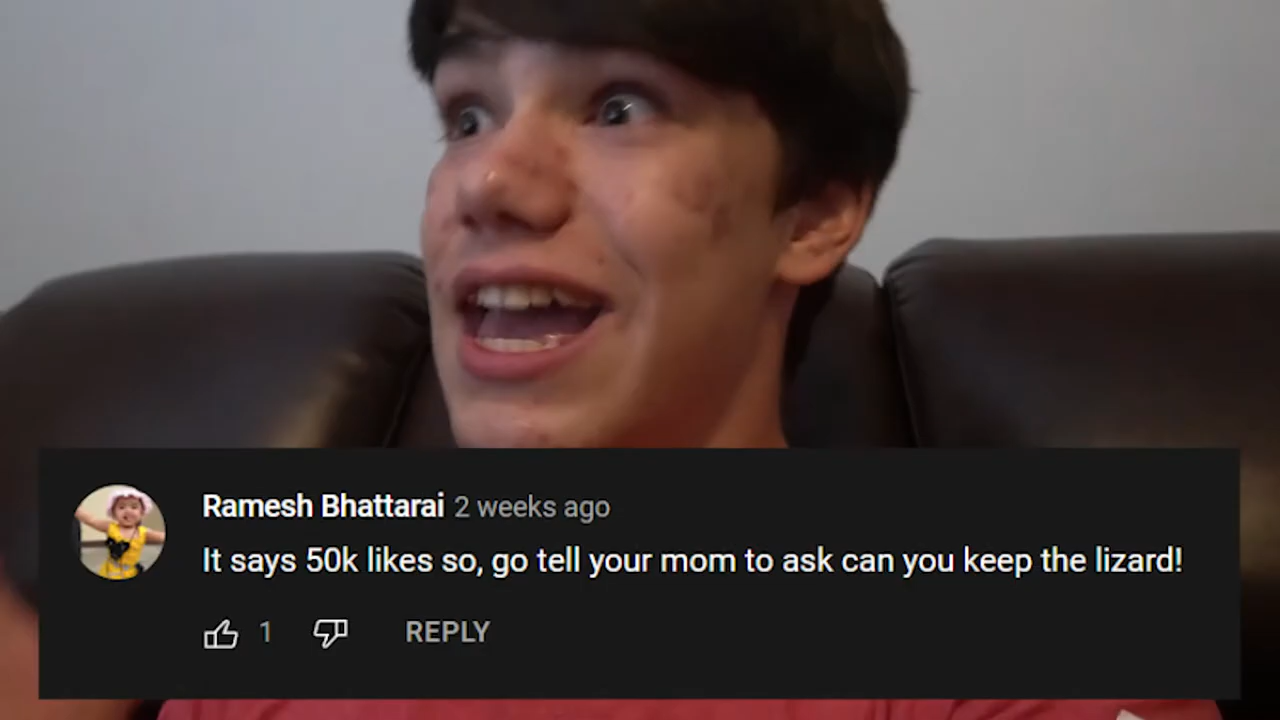 Ramesh Bhattarai 2 weeks ago
It says 50k likes so, go tell your mom to ask can you keep the lizard!
1 REPLY